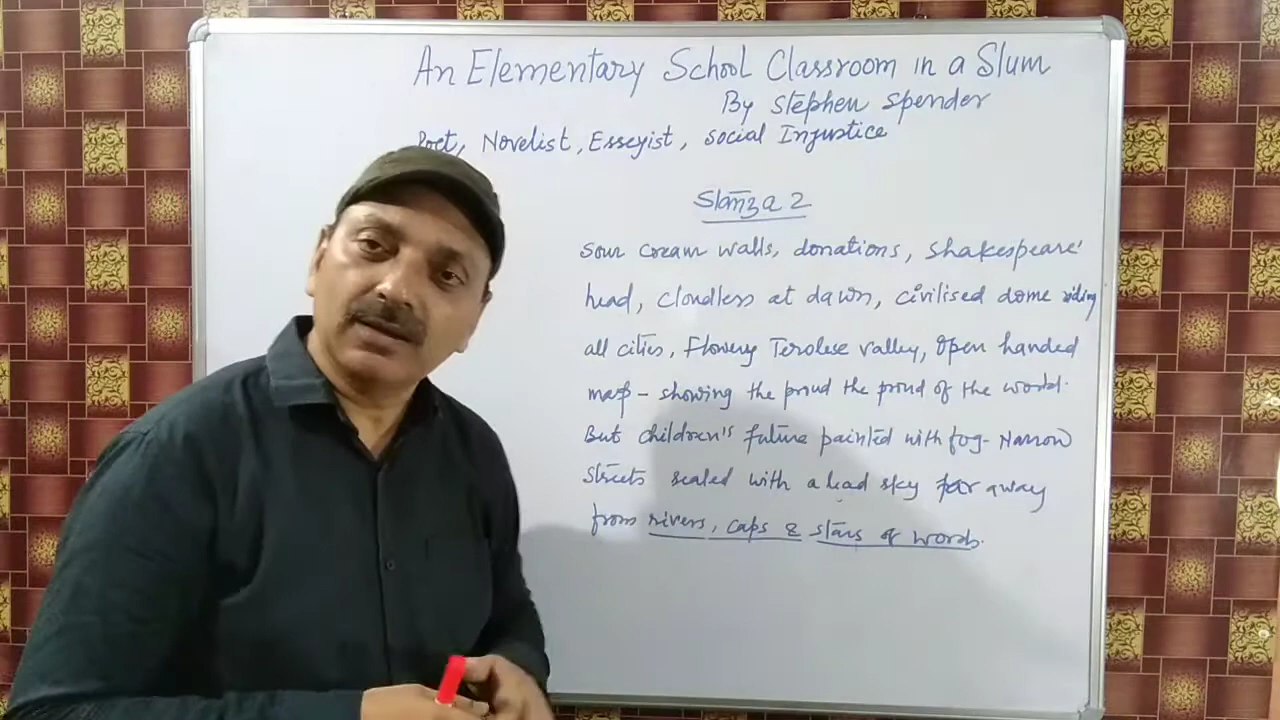 An Elementary School Classroom in a Slum
By Stephen Spender
Poet, Novelist, Esseyist, Social Injustice
Stanza 2
Sour cream walls, donations, Shakespeare'
head, cloudless at dawn, civilised dome riding
all cities, Flowery Terolese valley, Open handed
map - showing the proud the proud of the world.
But children's future painted with fog - Narrow
streets sealed with a lead sky far away
from rivers, caps & stars of words.